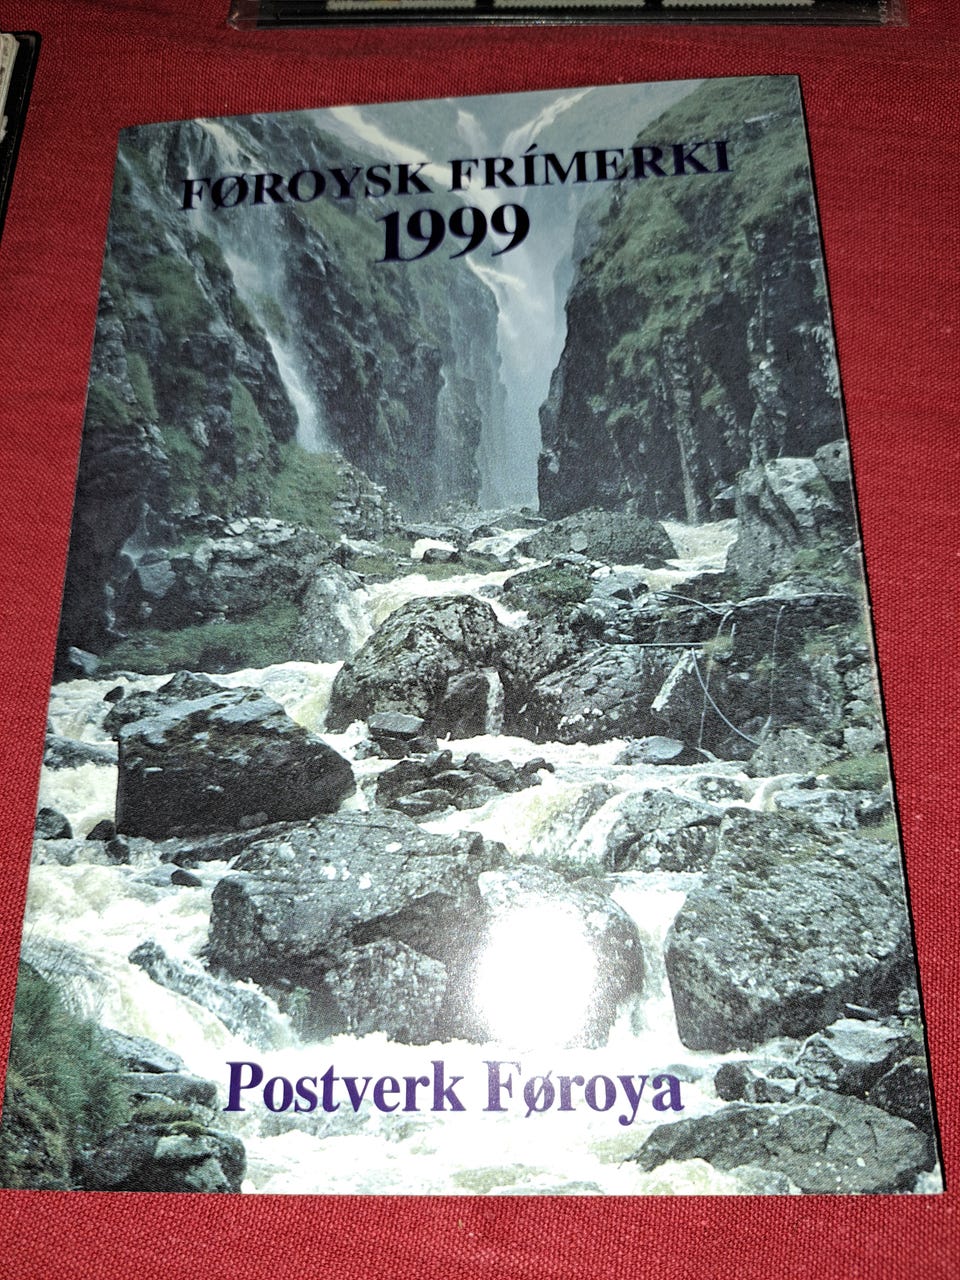 FØROYSK FRÍMERKI
1999
Postverk Føroya